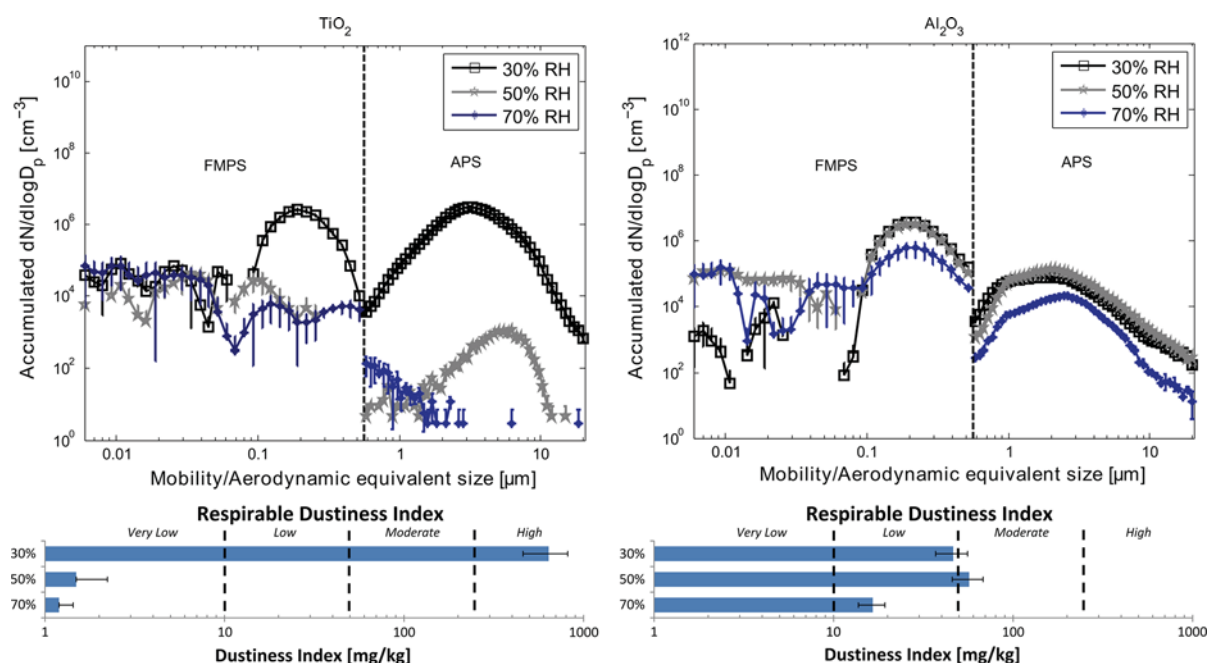 TiO2
Accumulated dN/dlogDp [cm−3]
10^10
10^8
10^6
10^4
10^2
10^0
30% RH
50% RH
70% RH
FMPS
APS
0.01 0.1 1 10
Mobility/Aerodynamic equivalent size [µm]
Respirable Dustiness Index
Very Low Low Moderate High
30%
50%
70%
1 10 100 1000
Dustiness Index [mg/kg]
Al2O3
Accumulated dN/dlogDp [cm−3]
10^12
10^10
10^8
10^6
10^4
10^2
10^0
30% RH
50% RH
70% RH
FMPS
APS
0.01 0.1 1 10
Mobility/Aerodynamic equivalent size [µm]
Respirable Dustiness Index
Very Low Low Moderate High
30%
50%
70%
1 10 100 1000
Dustiness Index [mg/kg]